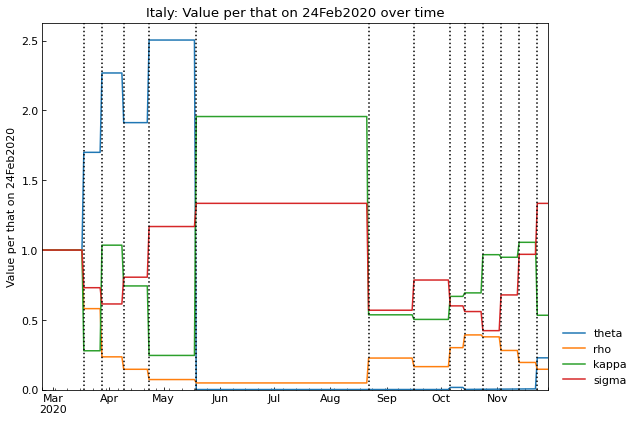 Italy: Value per that on 24Feb2020 over time
Value per that on 24Feb2020
2.5
2.0
1.5
1.0
0.5
0.0
Mar Apr May Jun Jul Aug Sep Oct Nov
2020
theta
rho
kappa
sigma